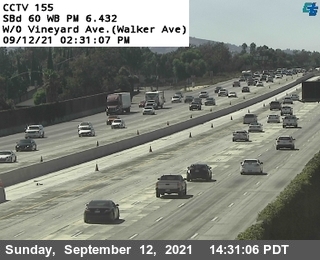 CCTV 155
SBd 60 WB PM 6.432
W/O Vineyard Ave.(Walker Ave)
09/12/21 02:31:07 PM
Sunday, September 12, 2021 14:31:06 PDT